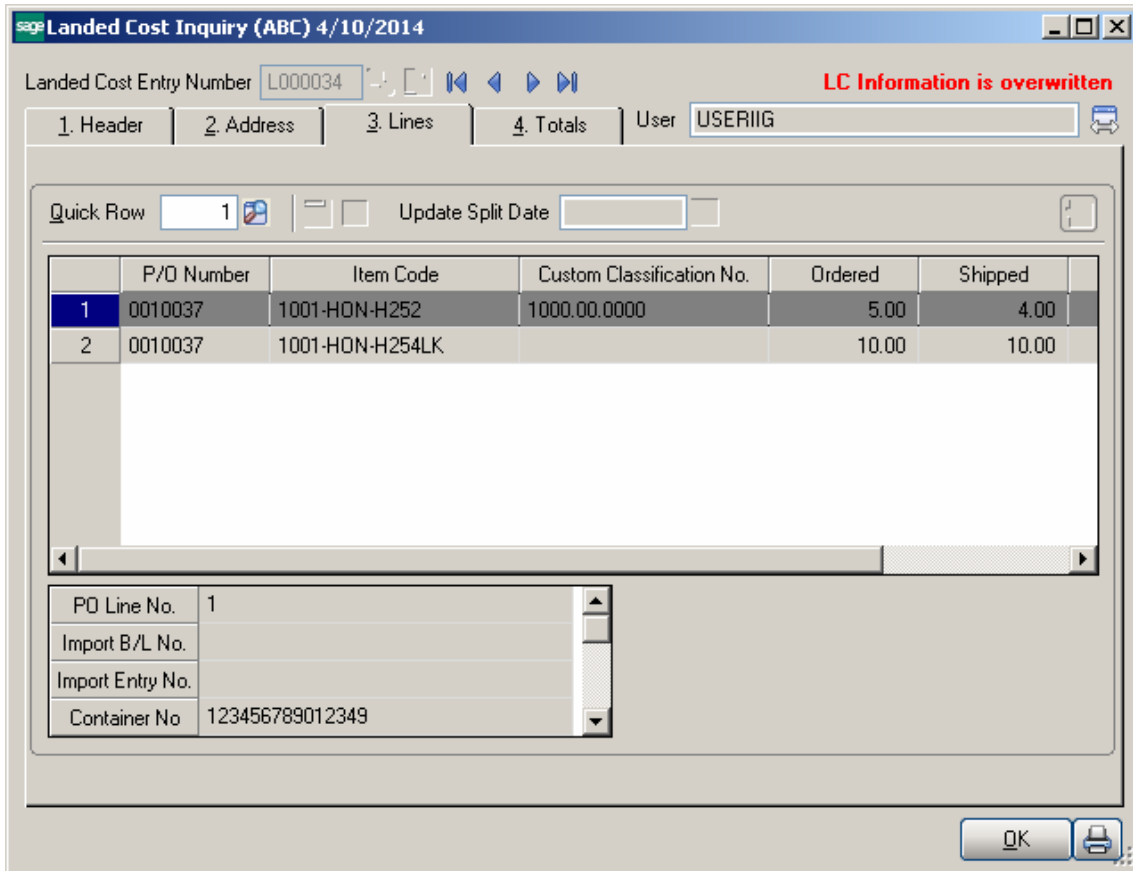 sage Landed Cost Inquiry (ABC) 4/10/2014
Landed Cost Entry Number L000034 LC Information is overwritten
1. Header 2. Address 3. Lines 4. Totals User USERIIG
Quick Row 1 Update Split Date
P/O Number Item Code Custom Classification No. Ordered Shipped
1 0010037 1001-HON-H252 1000.00.0000 5.00 4.00
2 0010037 1001-HON-H254LK 10.00 10.00
PO Line No. 1
Import B/L No.
Import Entry No.
Container No 123456789012349
OK